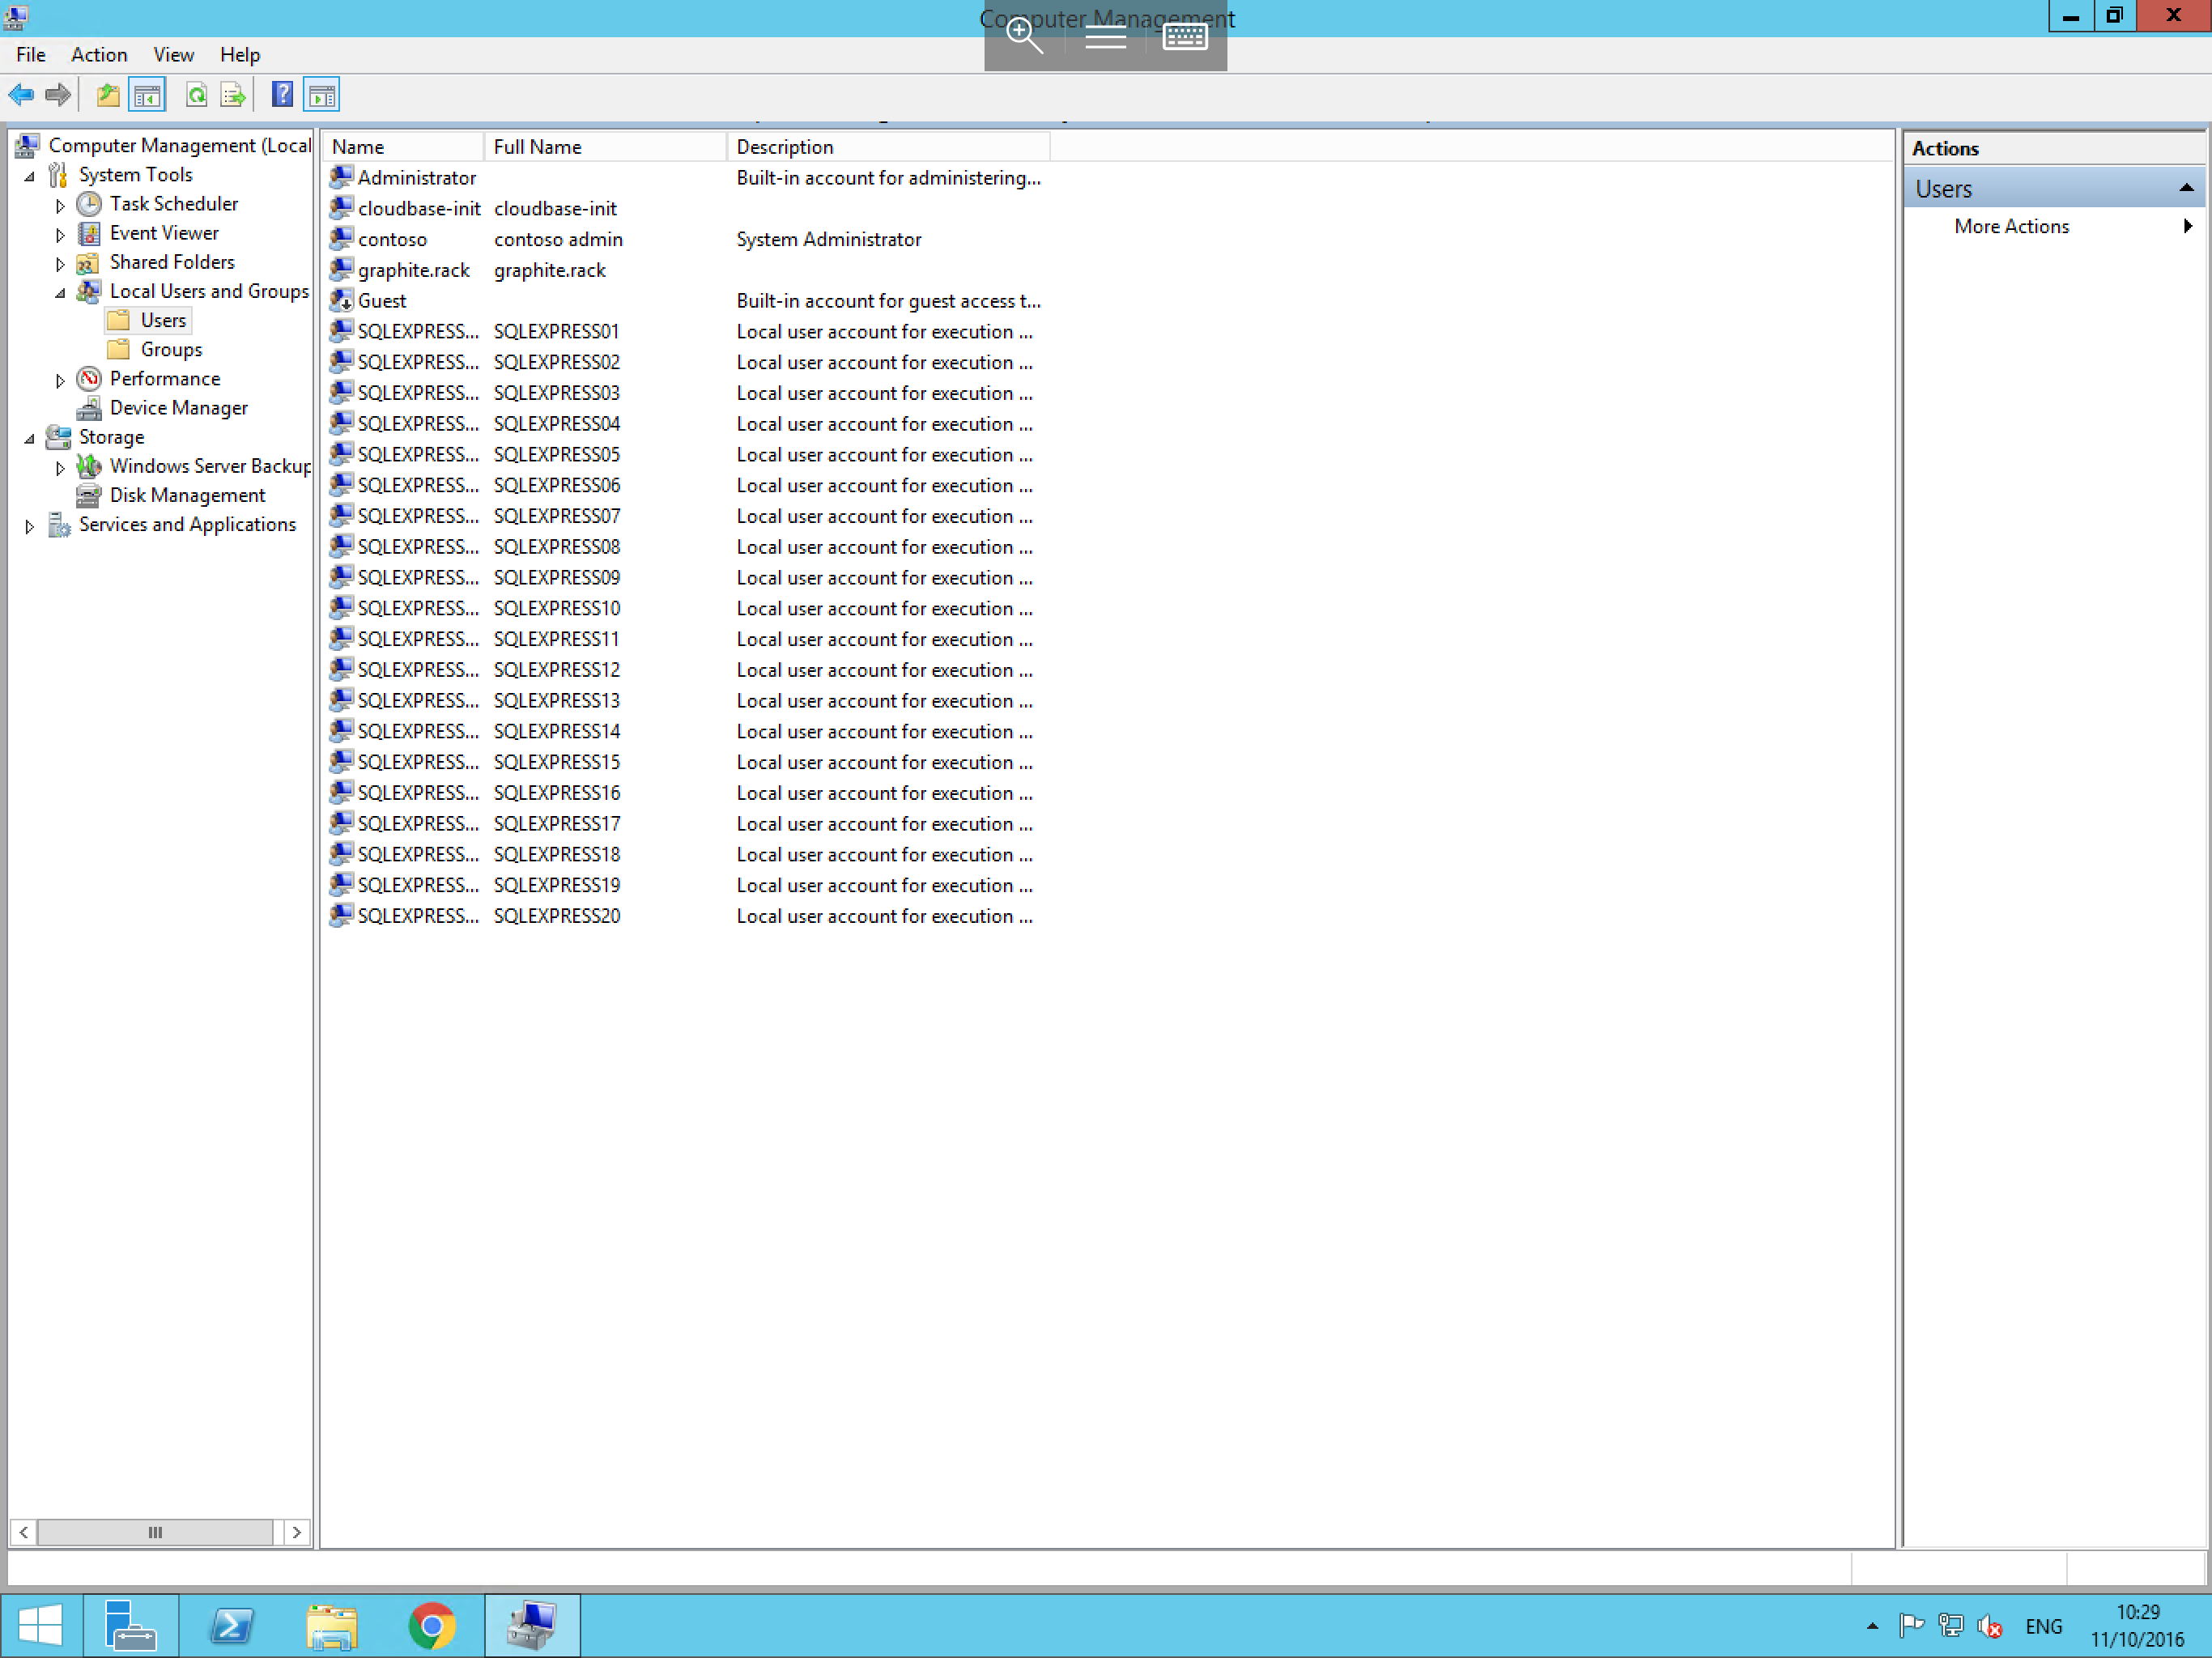 Computer Management
File Action View Help
Computer Management (Local
System Tools
Task Scheduler
Event Viewer
Shared Folders
Local Users and Groups
Users
Groups
Performance
Device Manager
Storage
Windows Server Backup
Disk Management
Services and Applications
Name Full Name Description
Administrator Built-in account for administering...
cloudbase-init cloudbase-init
contoso contoso admin System Administrator
graphite.rack graphite.rack
Guest Built-in account for guest access t...
SQLEXPRESS... SQLEXPRESS01 Local user account for execution ...
SQLEXPRESS... SQLEXPRESS02 Local user account for execution ...
SQLEXPRESS... SQLEXPRESS03 Local user account for execution ...
SQLEXPRESS... SQLEXPRESS04 Local user account for execution ...
SQLEXPRESS... SQLEXPRESS05 Local user account for execution ...
SQLEXPRESS... SQLEXPRESS06 Local user account for execution ...
SQLEXPRESS... SQLEXPRESS07 Local user account for execution ...
SQLEXPRESS... SQLEXPRESS08 Local user account for execution ...
SQLEXPRESS... SQLEXPRESS09 Local user account for execution ...
SQLEXPRESS... SQLEXPRESS10 Local user account for execution ...
SQLEXPRESS... SQLEXPRESS11 Local user account for execution ...
SQLEXPRESS... SQLEXPRESS12 Local user account for execution ...
SQLEXPRESS... SQLEXPRESS13 Local user account for execution ...
SQLEXPRESS... SQLEXPRESS14 Local user account for execution ...
SQLEXPRESS... SQLEXPRESS15 Local user account for execution ...
SQLEXPRESS... SQLEXPRESS16 Local user account for execution ...
SQLEXPRESS... SQLEXPRESS17 Local user account for execution ...
SQLEXPRESS... SQLEXPRESS18 Local user account for execution ...
SQLEXPRESS... SQLEXPRESS19 Local user account for execution ...
SQLEXPRESS... SQLEXPRESS20 Local user account for execution ...
Actions
Users
More Actions
ENG
10:29
11/10/2016